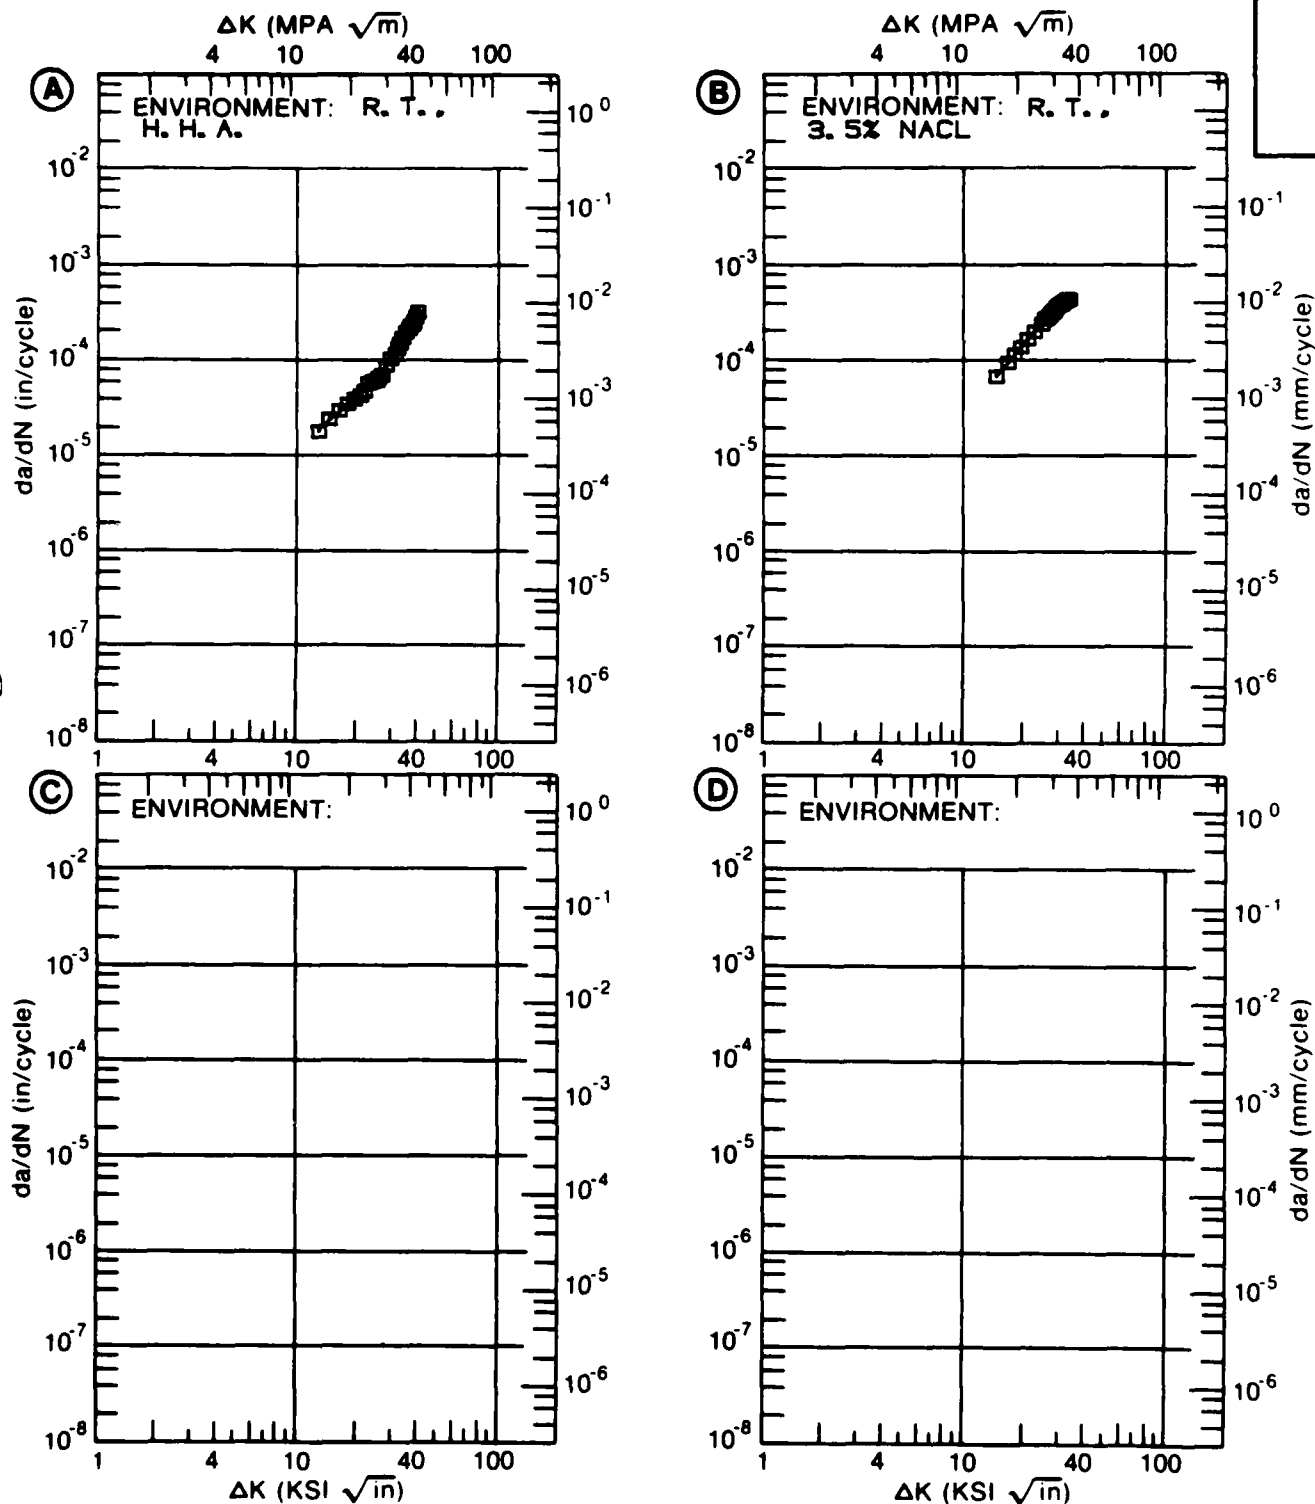 ΔK (MPA √m)
4 10 40 100
A
ENVIRONMENT: R. T.,
H. H. A.
10^-2
10^-3
10^-4
10^-5
10^-6
10^-7
10^-8
da/dN (in/cycle)
10^0
10^-1
10^-2
10^-3
10^-4
10^-5
10^-6
1 4 10 40 100
ΔK (MPA √m)
4 10 40 100
B
ENVIRONMENT: R. T.,
3. 5% NACL
10^-2
10^-3
10^-4
10^-5
10^-6
10^-7
10^-8
10^-1
10^-2
10^-3
10^-4
10^-5
10^-6
da/dN (mm/cycle)
1 4 10 40 100
C
ENVIRONMENT:
10^-2
10^-3
10^-4
10^-5
10^-6
10^-7
10^-8
da/dN (in/cycle)
10^0
10^-1
10^-2
10^-3
10^-4
10^-5
10^-6
1 4 10 40 100
ΔK (KSI √in)
D
ENVIRONMENT:
10^-2
10^-3
10^-4
10^-5
10^-6
10^-7
10^-8
10^0
10^-1
10^-2
10^-3
10^-4
10^-5
10^-6
da/dN (mm/cycle)
1 4 10 40 100
ΔK (KSI √in)